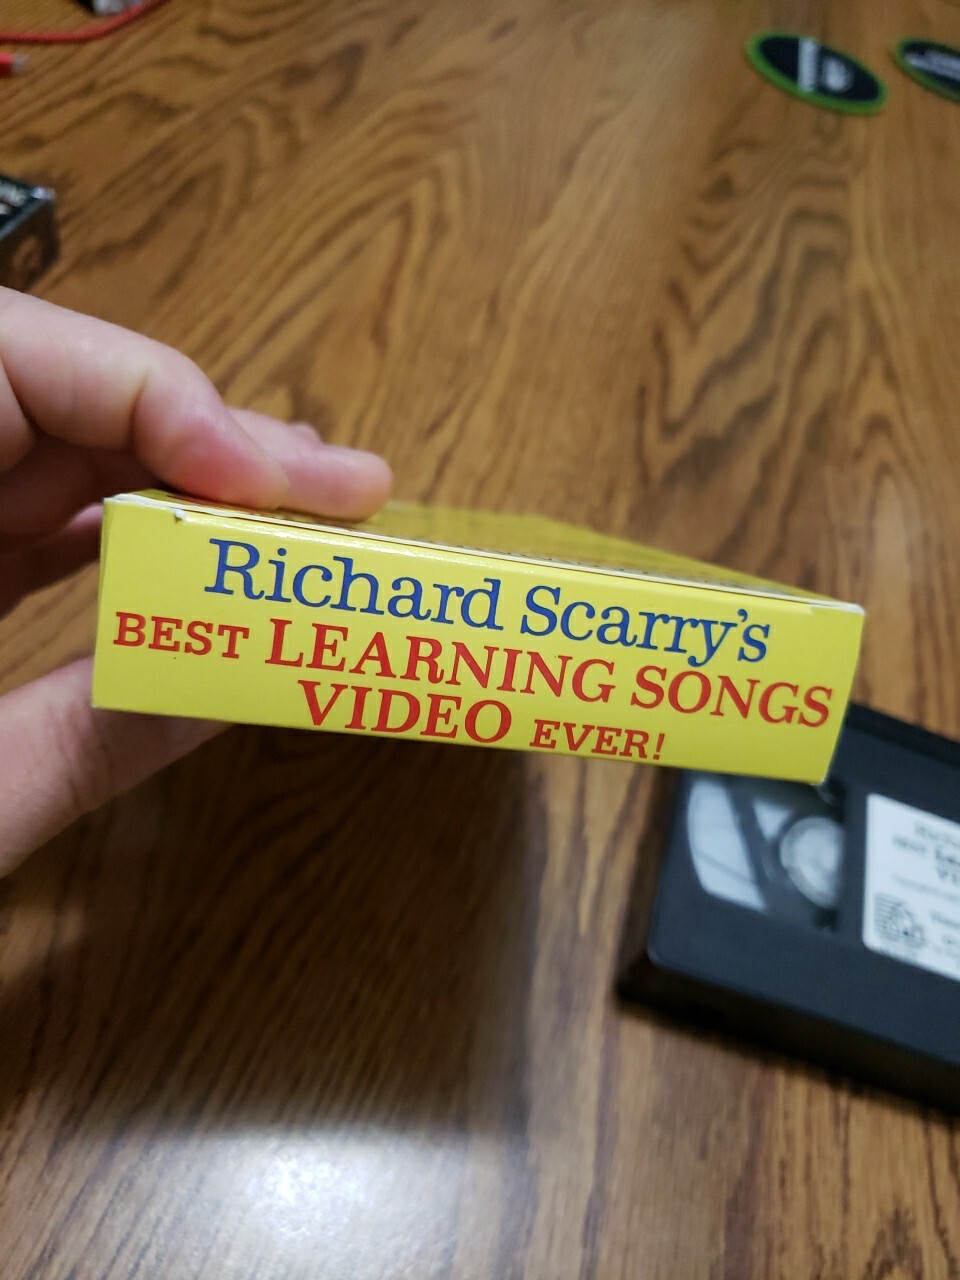 Richard Scarry's
BEST LEARNING SONGS
VIDEO EVER!